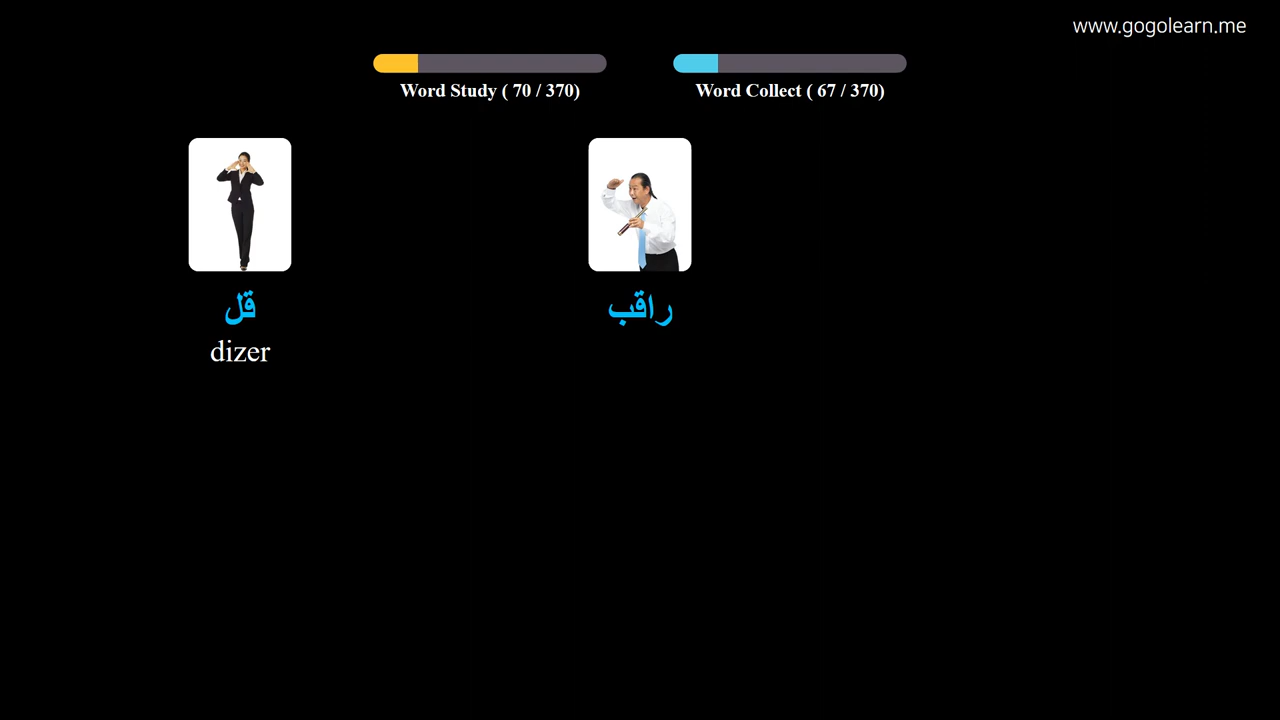 www.gogolearn.me
Word Study ( 70 / 370)
Word Collect ( 67 / 370)
قل
dizer
راقب